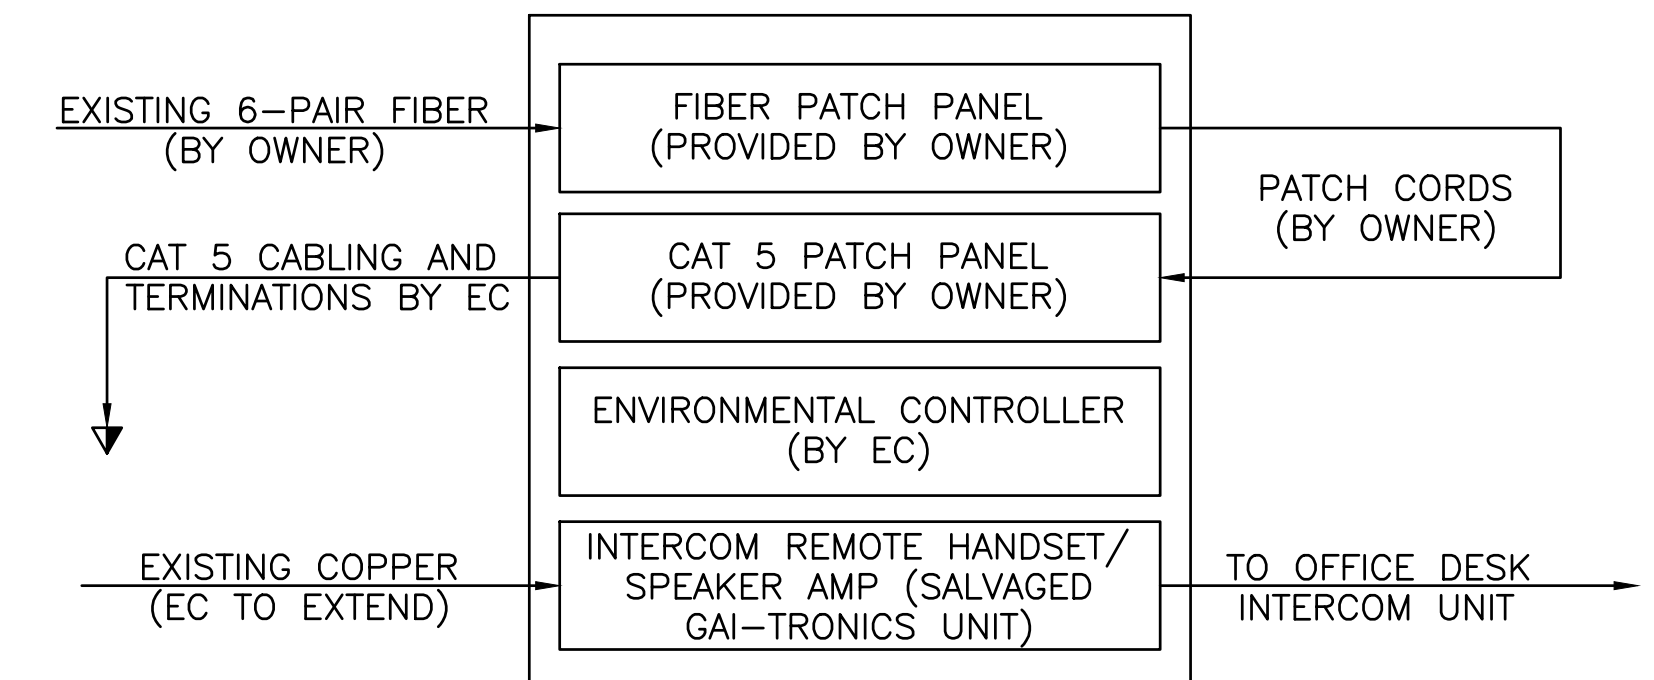 EXISTING 6-PAIR FIBER
(BY OWNER)
FIBER PATCH PANEL
(PROVIDED BY OWNER)
PATCH CORDS
(BY OWNER)
CAT 5 CABLING AND
TERMINATIONS BY EC
CAT 5 PATCH PANEL
(PROVIDED BY OWNER)
ENVIRONMENTAL CONTROLLER
(BY EC)
EXISTING COPPER
(EC TO EXTEND)
INTERCOM REMOTE HANDSET/
SPEAKER AMP (SALVAGED
GAI-TRONICS UNIT)
TO OFFICE DESK
INTERCOM UNIT